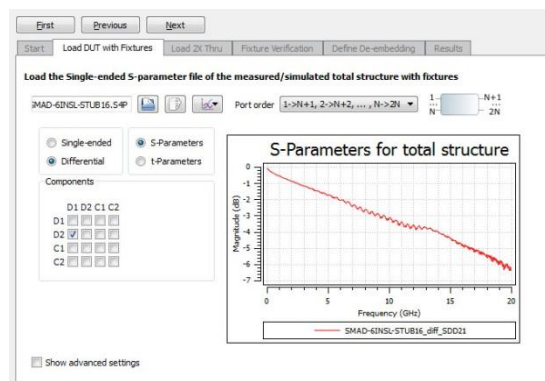 First Previous Next
Start Load DUT with Fixtures Load 2X Thru Fixture Verification Define De-embedding Results
Load the Single-ended S-parameter file of the measured/simulated total structure with fixtures
SMAD-6INSL-STUB16.S4P Port order 1->N+1, 2->N+2, ... , N->2N 1 N+1
... ...
N 2N
Single-ended S-Parameters
Differential t-Parameters
Components
D1 D2 C1 C2
D1
D2
C1
C2
S-Parameters for total structure
Magnitude (dB)
0
-1
-2
-3
-4
-5
-6
-7
0 5 10 15 20
Frequency (GHz)
SMAD-6INSL-STUB16_diff_SDD21
Show advanced settings